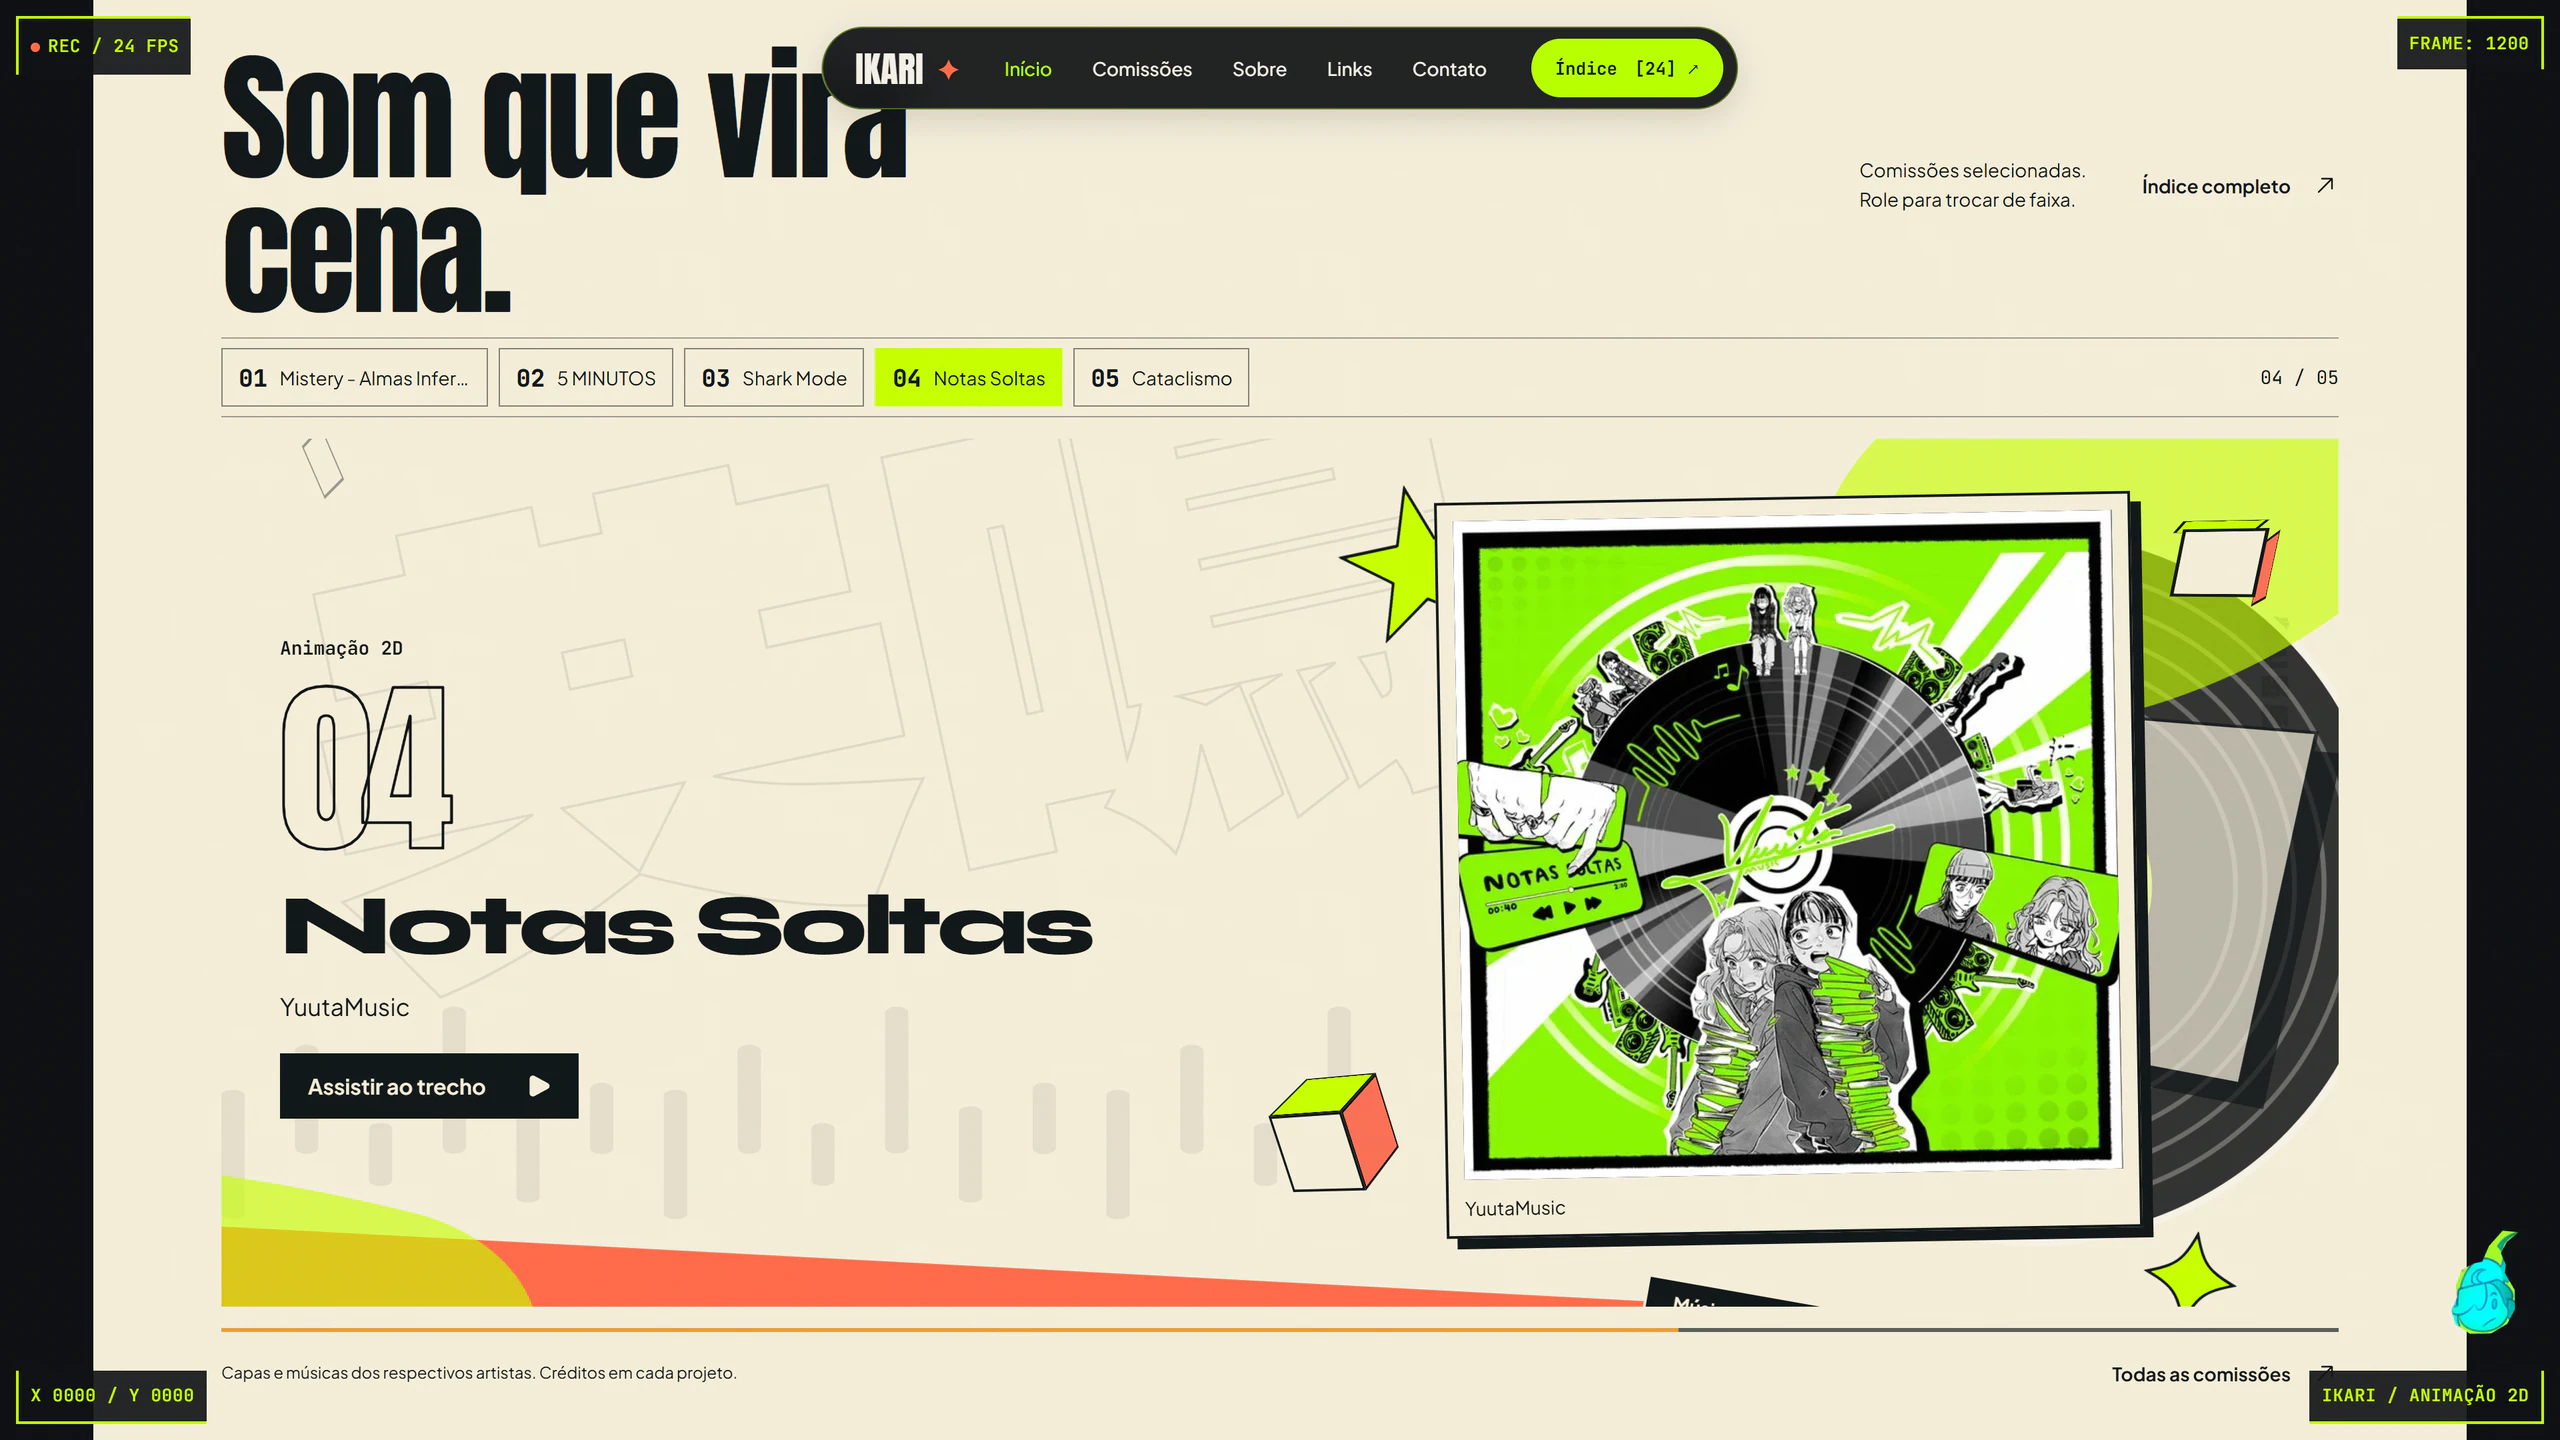 REC / 24 FPS
IKARI
Início
Comissões
Sobre
Links
Contato
Índice [24] ↗
FRAME: 1200
Som que vira
cena.
Comissões selecionadas.
Role para trocar de faixa.
Índice completo
01 Mistery - Almas Infer...
02 5 MINUTOS
03 Shark Mode
04 Notas Soltas
05 Cataclismo
04 / 05
Animação 2D
04
Notas Soltas
YuutaMusic
Assistir ao trecho
Yuuta
NOTAS SOLTAS
00:40
YuutaMusic
Capas e músicas dos respectivos artistas. Créditos em cada projeto.
Todas as comissões
X 0000 / Y 0000
IKARI / ANIMAÇÃO 2D